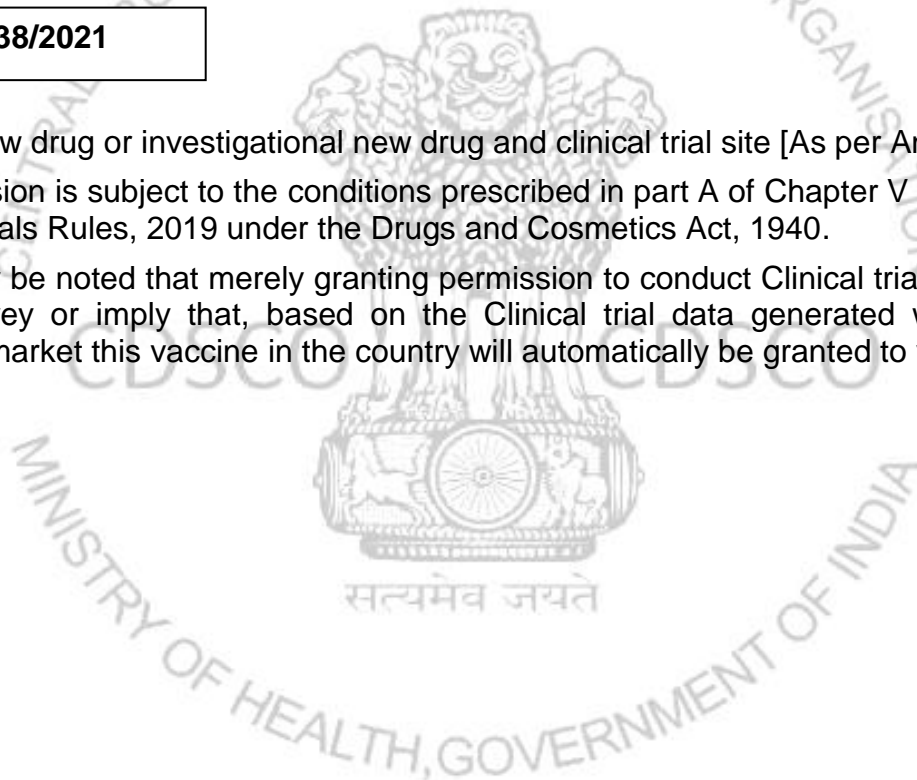 38/2021
w drug or investigational new drug and clinical trial site [As per An
sion is subject to the conditions prescribed in part A of Chapter V
als Rules, 2019 under the Drugs and Cosmetics Act, 1940.
be noted that merely granting permission to conduct Clinical trial
vey or imply that, based on the Clinical trial data generated
market this vaccine in the country will automatically be granted to
CDSCO CDSCO
सत्यमेव जयते
MINISTRY OF HEALTH, GOVERNMENT OF INDIA